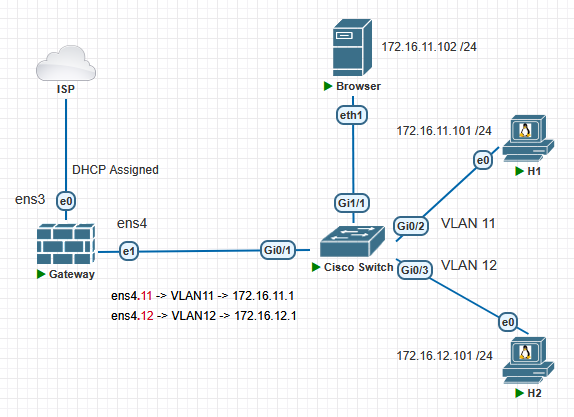 172.16.11.102 /24
ISP
Browser
eth1
172.16.11.101 /24
DHCP Assigned
e0
H1
ens3
e0
ens4
Gi1/1
Gi0/2
VLAN 11
e1
Gi0/1
Gateway
Cisco Switch
Gi0/3
VLAN 12
ens4.11 -> VLAN11 -> 172.16.11.1
ens4.12 -> VLAN12 -> 172.16.12.1
e0
172.16.12.101 /24
H2